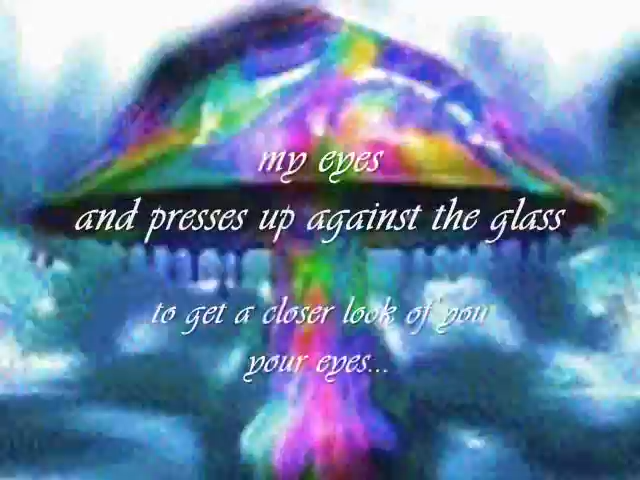 my eyes
and presses up against the glass
to get a closer look of you
your eyes...